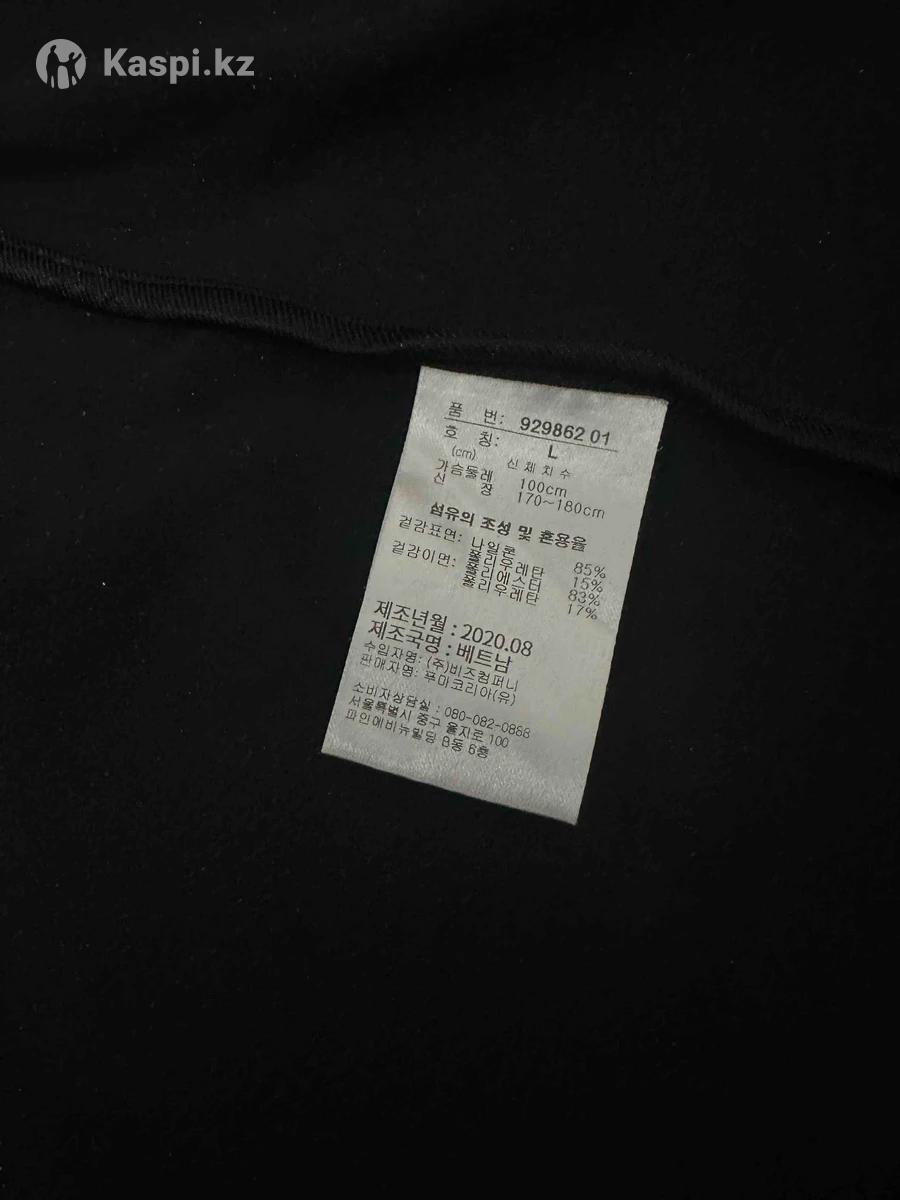 Kaspi.kz
품 번: 929862 01
호 칭: L
(cm) 신체치수
가슴둘레 100cm
신 장 170~180cm
섬유의 조성 및 혼용율
겉감표면: 나일론 85%
폴리우레탄 15%
겉감이면: 폴리에스터 83%
폴리우레탄 17%
제조년월 : 2020.08
제조국명 : 베트남
수입자명: (주)비즈컴퍼니
판매자명: 푸마코리아(유)
소비자상담실 : 080-082-0868
서울특별시 중구 을지로 100
파인에비뉴빌딩 B동 6층